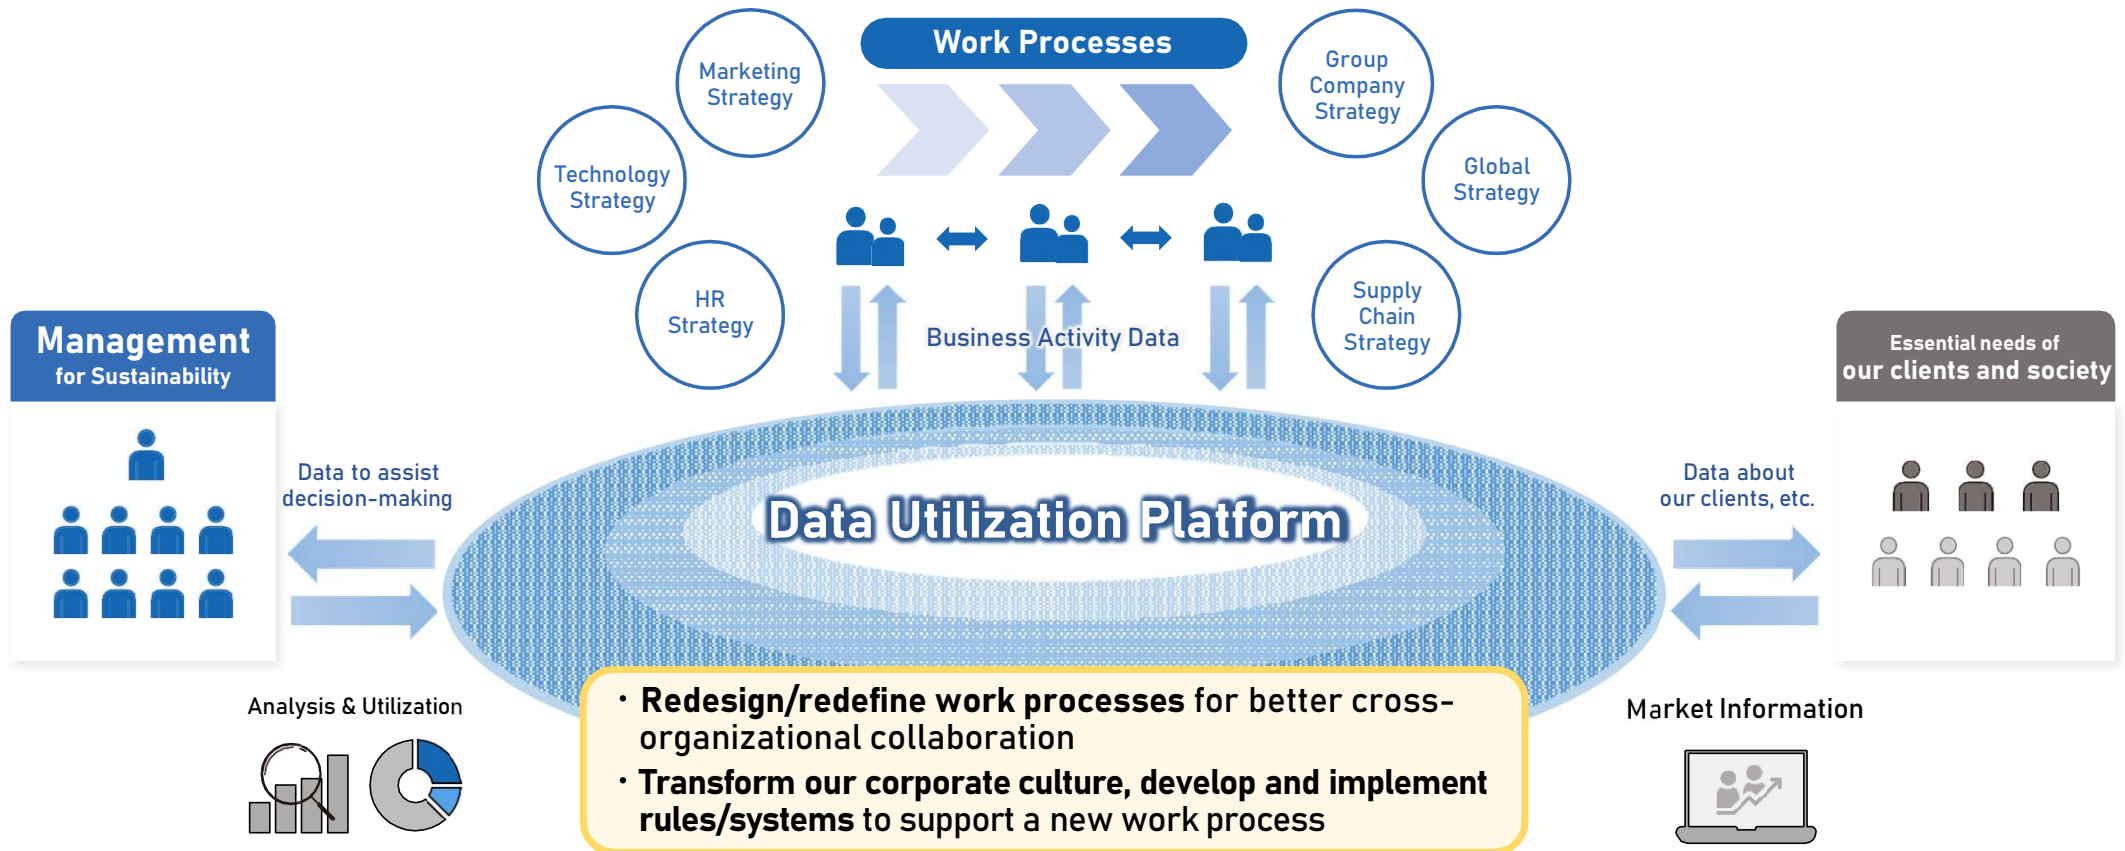 Work Processes
Marketing
Strategy
Technology
Strategy
HR
Strategy
Group
Company
Strategy
Global
Strategy
Supply
Chain
Strategy
Business Activity Data
Management
for Sustainability
Data to assist
decision-making
Data Utilization Platform
Essential needs of
our clients and society
Data about
our clients, etc.
Analysis & Utilization
・Redesign/redefine work processes for better cross-
organizational collaboration
・Transform our corporate culture, develop and implement
rules/systems to support a new work process
Market Information